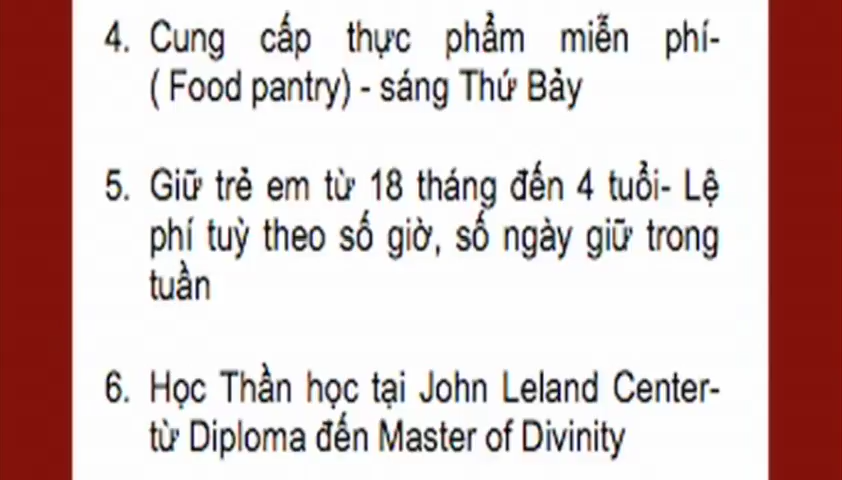 4. Cung cấp thực phẩm miễn phí-
( Food pantry) - sáng Thứ Bảy
5. Giữ trẻ em từ 18 tháng đến 4 tuổi- Lệ
phí tuỳ theo số giờ, số ngày giữ trong
tuần
6. Học Thần học tại John Leland Center-
từ Diploma đến Master of Divinity